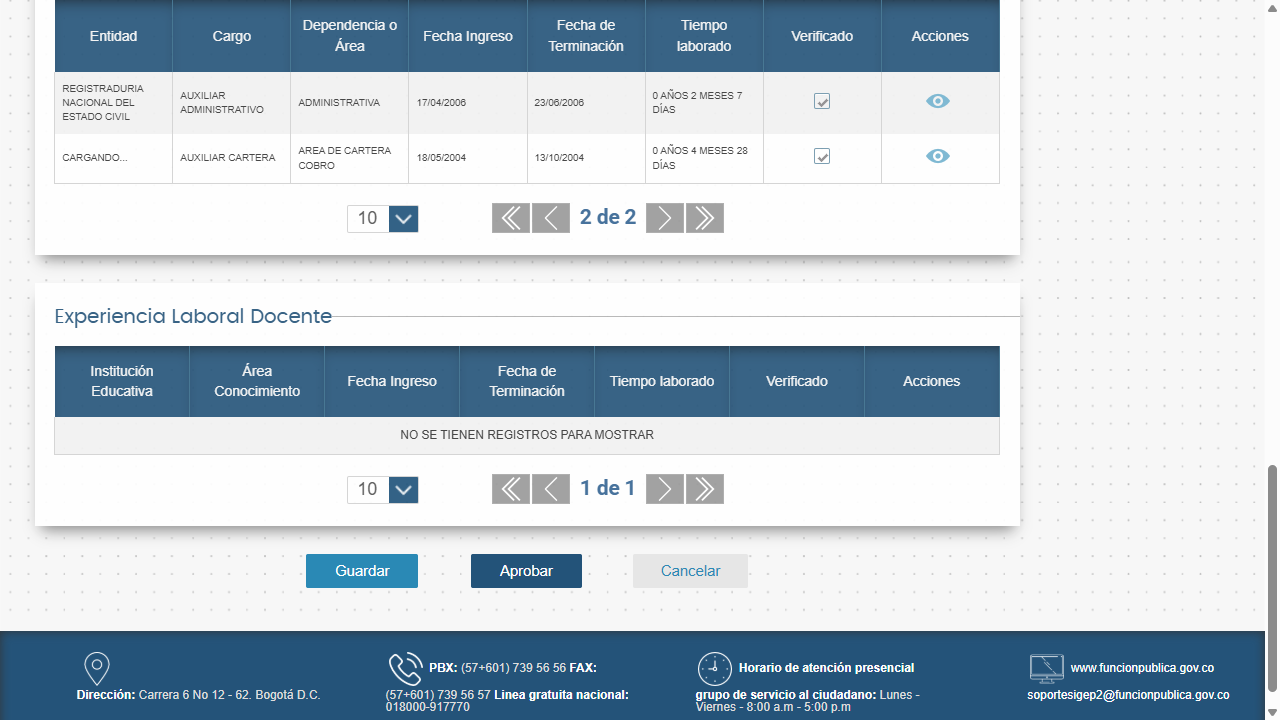 Entidad
Cargo
Dependencia o
Área
Fecha Ingreso
Fecha de
Terminación
Tiempo
laborado
Verificado
Acciones
REGISTRADURIA
NACIONAL DEL
ESTADO CIVIL
AUXILIAR
ADMINISTRATIVO
ADMINISTRATIVA
17/04/2006
23/06/2006
0 AÑOS 2 MESES 7
DÍAS
CARGANDO...
AUXILIAR CARTERA
AREA DE CARTERA
COBRO
18/05/2004
13/10/2004
0 AÑOS 4 MESES 28
DÍAS
10
2 de 2
Experiencia Laboral Docente
Institución
Educativa
Área
Conocimiento
Fecha Ingreso
Fecha de
Terminación
Tiempo laborado
Verificado
Acciones
NO SE TIENEN REGISTROS PARA MOSTRAR
10
1 de 1
Guardar
Aprobar
Cancelar
Dirección: Carrera 6 No 12 - 62. Bogotá D.C.
PBX: (57+601) 739 56 56 FAX:
(57+601) 739 56 57 Linea gratuita nacional:
018000-917770
Horario de atención presencial
grupo de servicio al ciudadano: Lunes -
Viernes - 8:00 a.m - 5:00 p.m
www.funcionpublica.gov.co
soportesigep2@funcionpublica.gov.co